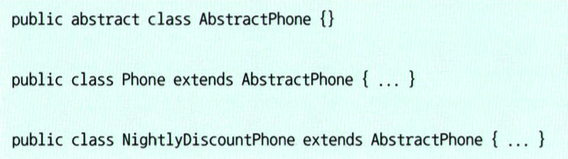 public abstract class AbstractPhone {}
public class Phone extends AbstractPhone { ... }
public class NightlyDiscountPhone extends AbstractPhone { ... }